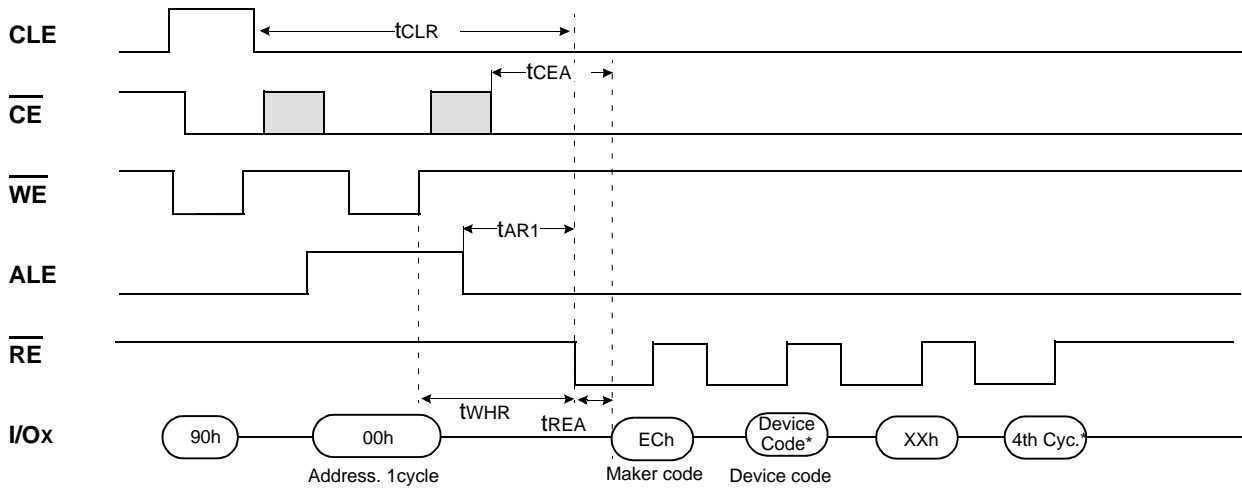 CLE
tCLR
tCEA
CE
WE
tAR1
ALE
RE
tWHR
tREA
I/Ox
90h
00h
ECh
Device
Code*
XXh
4th Cyc.*
Address. 1cycle
Maker code
Device code